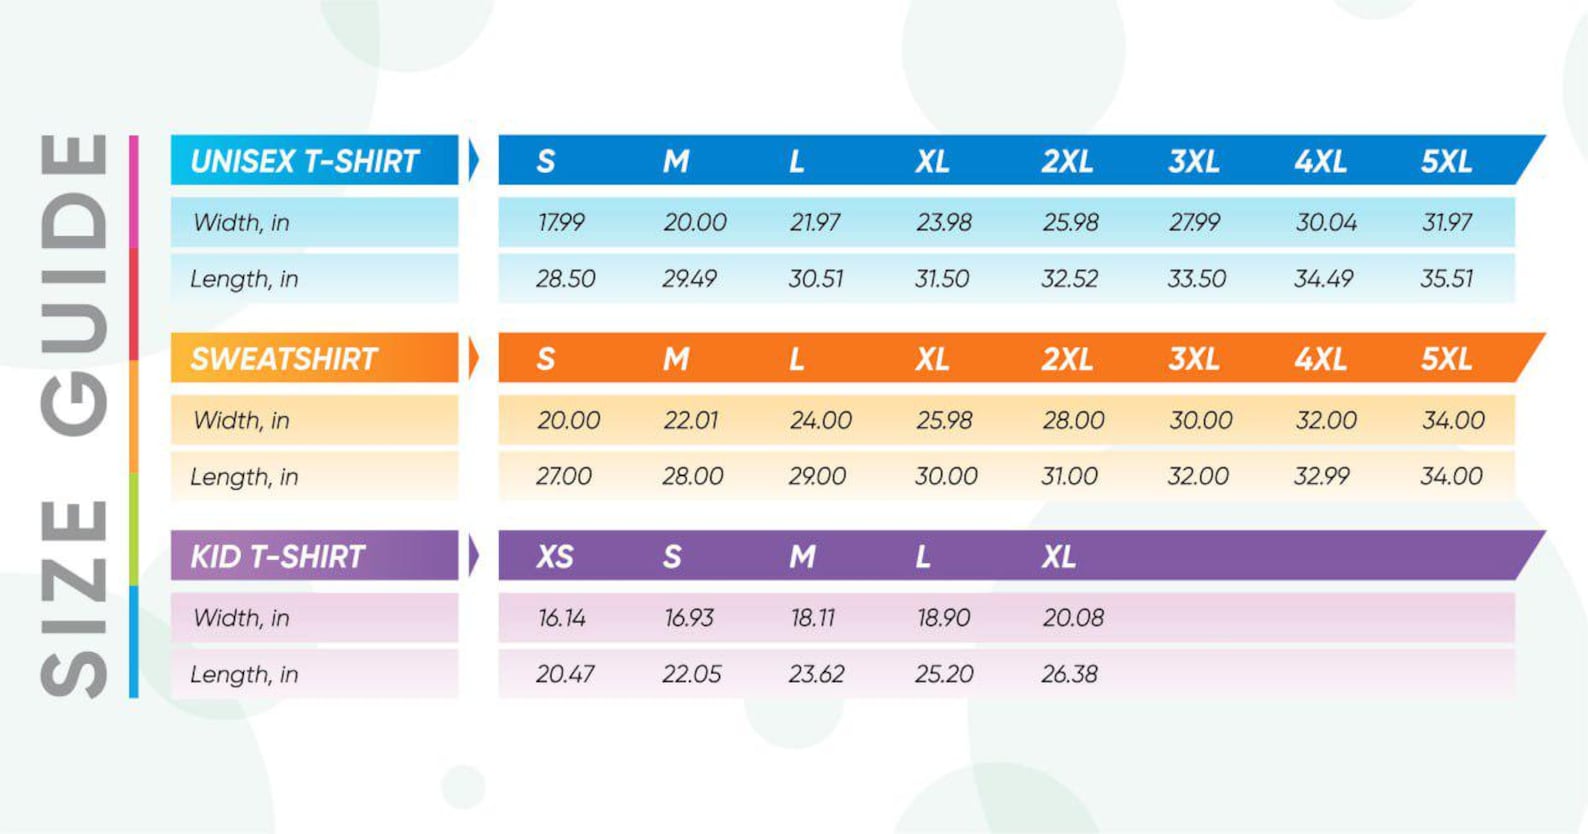 SIZE GUIDE
UNISEX T-SHIRT S M L XL 2XL 3XL 4XL 5XL
Width, in 17.99 20.00 21.97 23.98 25.98 27.99 30.04 31.97
Length, in 28.50 29.49 30.51 31.50 32.52 33.50 34.49 35.51
SWEATSHIRT S M L XL 2XL 3XL 4XL 5XL
Width, in 20.00 22.01 24.00 25.98 28.00 30.00 32.00 34.00
Length, in 27.00 28.00 29.00 30.00 31.00 32.00 32.99 34.00
KID T-SHIRT XS S M L XL
Width, in 16.14 16.93 18.11 18.90 20.08
Length, in 20.47 22.05 23.62 25.20 26.38